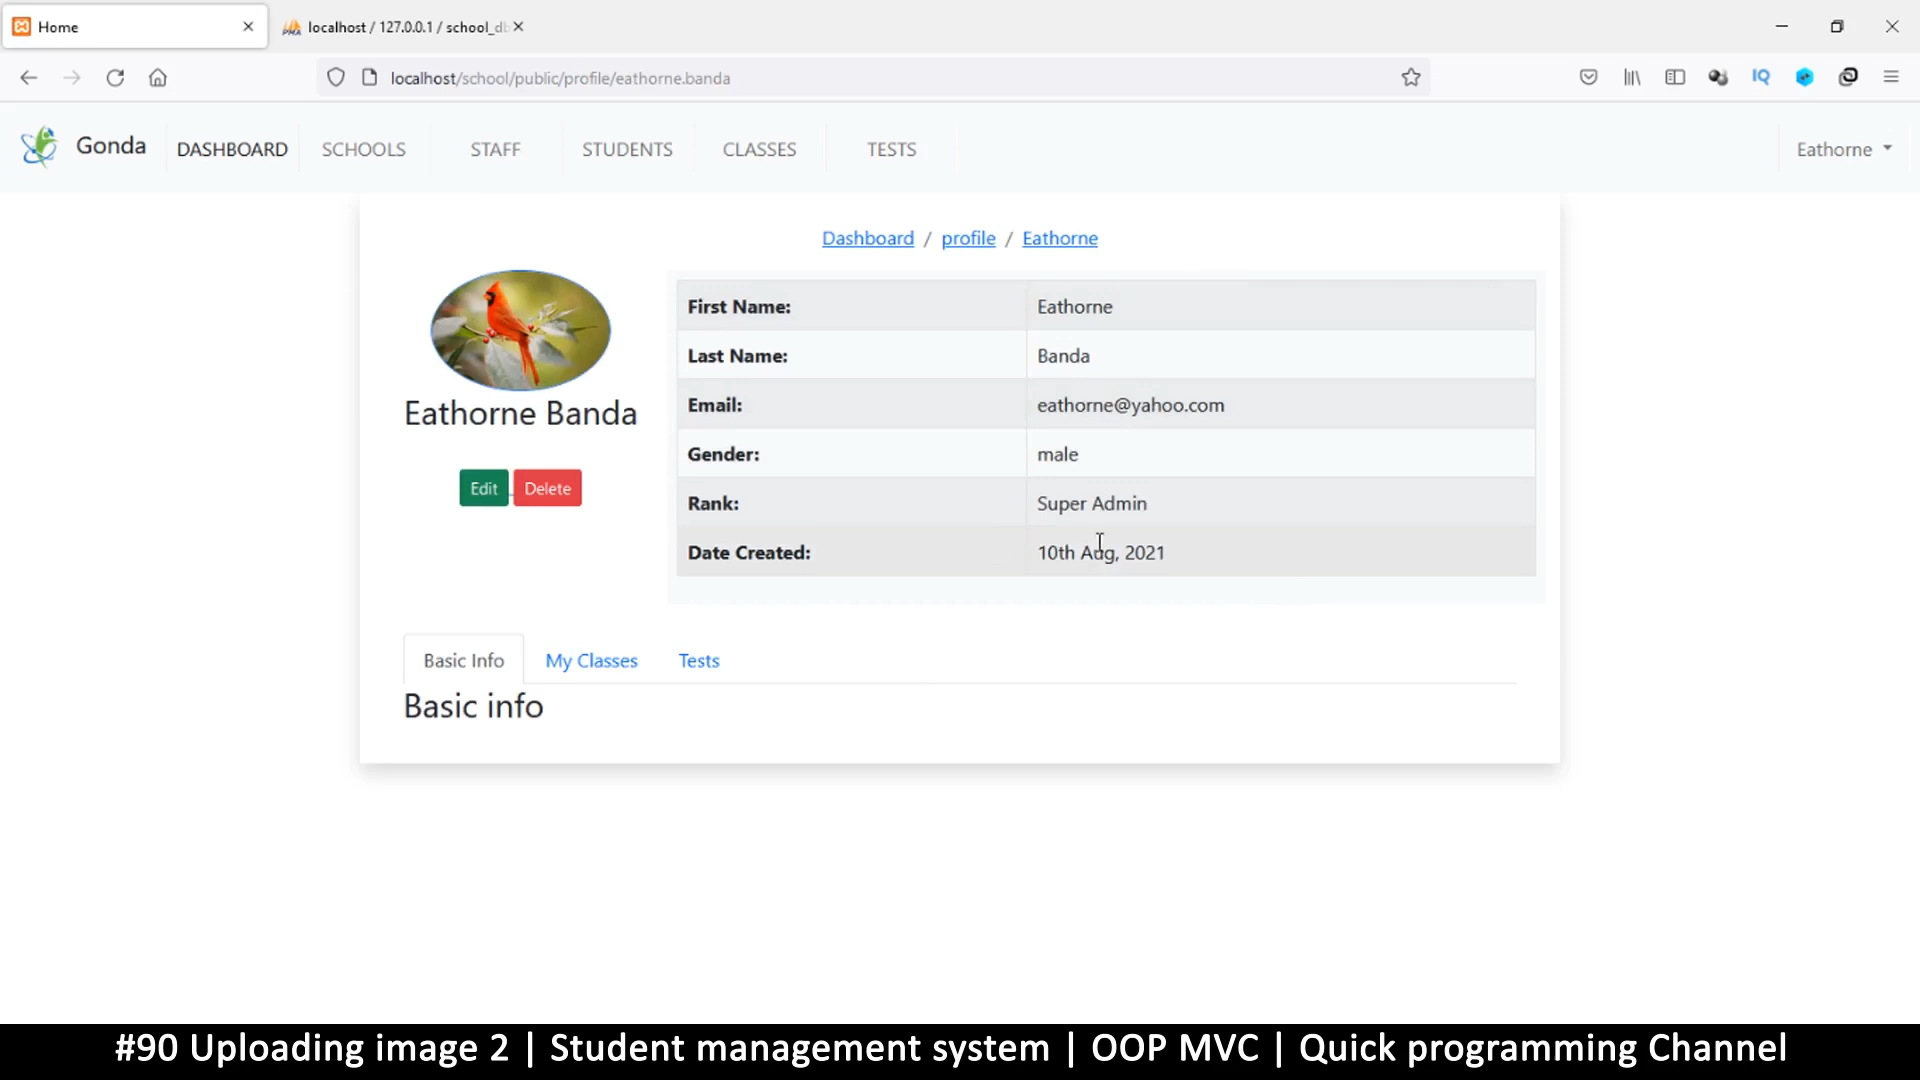 Home
localhost / 127.0.0.1 / school_db
localhost/school/public/profile/eathorne.banda
IQ
Gonda DASHBOARD SCHOOLS STAFF STUDENTS CLASSES TESTS Eathorne
Dashboard / profile / Eathorne
First Name: Eathorne
Last Name: Banda
Email: eathorne@yahoo.com
Gender: male
Rank: Super Admin
Date Created: 10th Aug, 2021
Eathorne Banda
Edit Delete
Basic Info My Classes Tests
Basic info
#90 Uploading image 2 | Student management system | OOP MVC | Quick programming Channel